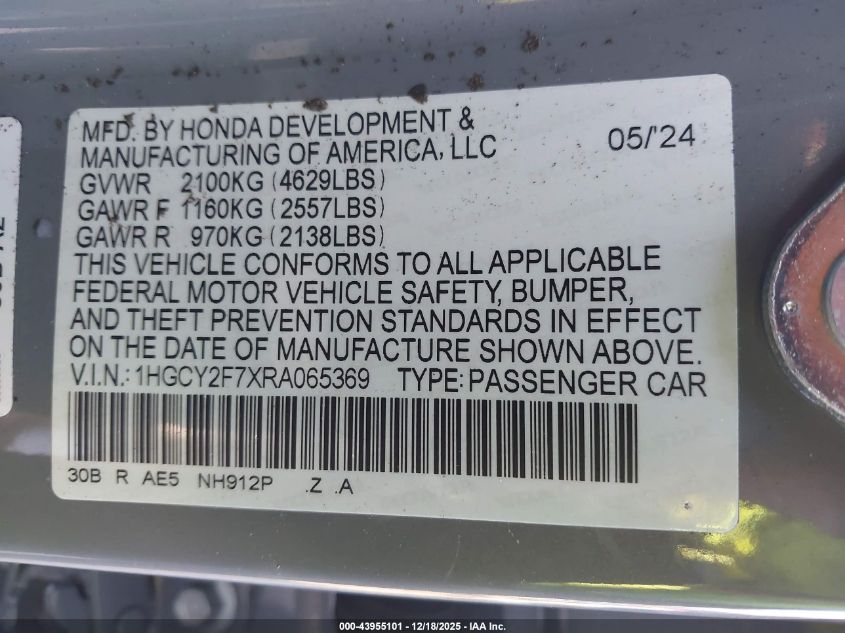 MFD. BY HONDA DEVELOPMENT & 
MANUFACTURING OF AMERICA, LLC 05/'24
GVWR 2100KG (4629LBS)
GAWR F 1160KG (2557LBS)
GAWR R 970KG (2138LBS)
THIS VEHICLE CONFORMS TO ALL APPLICABLE
FEDERAL MOTOR VEHICLE SAFETY, BUMPER,
AND THEFT PREVENTION STANDARDS IN EFFECT
ON THE DATE OF MANUFACTURE SHOWN ABOVE.
V.I.N.: 1HGCY2F7XRA065369 TYPE: PASSENGER CAR
30B R AE5 NH912P .Z .A
000-43955101 - 12/18/2025 - IAA Inc.